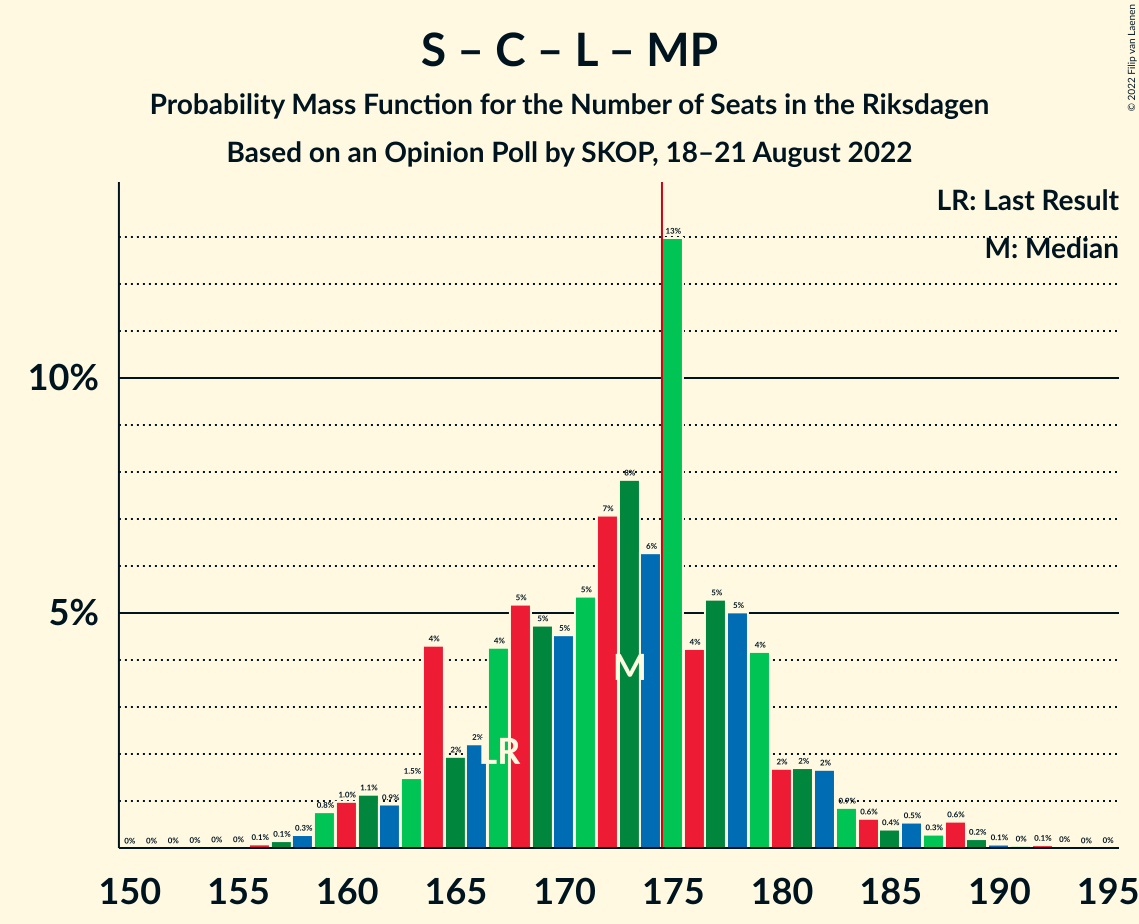 S – C – L – MP
Probability Mass Function for the Number of Seats in the Riksdagen
Based on an Opinion Poll by SKOP, 18–21 August 2022
© 2022 Filip van Laenen
LR: Last Result
M: Median
10%
5%
0% 0% 0% 0% 0% 0% 0.1% 0.1% 0.3% 0.8% 1.0% 1.1% 0.9% 1.5% 4% 2% 2% 4% 5% 5% 5% 5% 7% 8% 6% 13% 4% 5% 5% 4% 2% 2% 2% 0.9% 0.6% 0.4% 0.5% 0.3% 0.6% 0.2% 0.1% 0% 0.1% 0% 0% 0%
LR
M
150 155 160 165 170 175 180 185 190 195